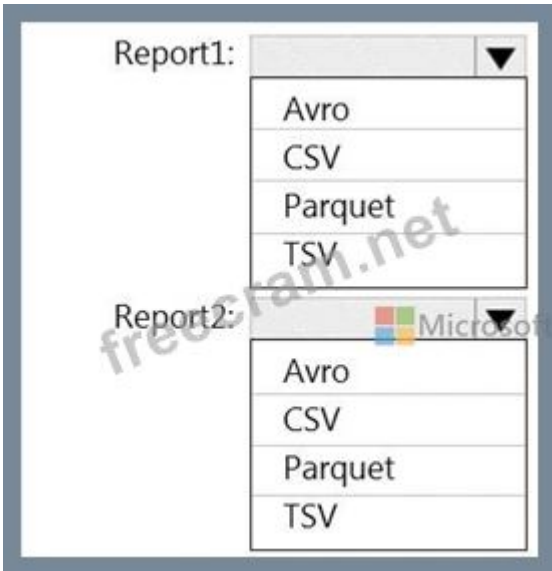 Report1:
Avro
CSV
Parquet
TSV
freecram.net
Report2:
Microsoft
Avro
CSV
Parquet
TSV